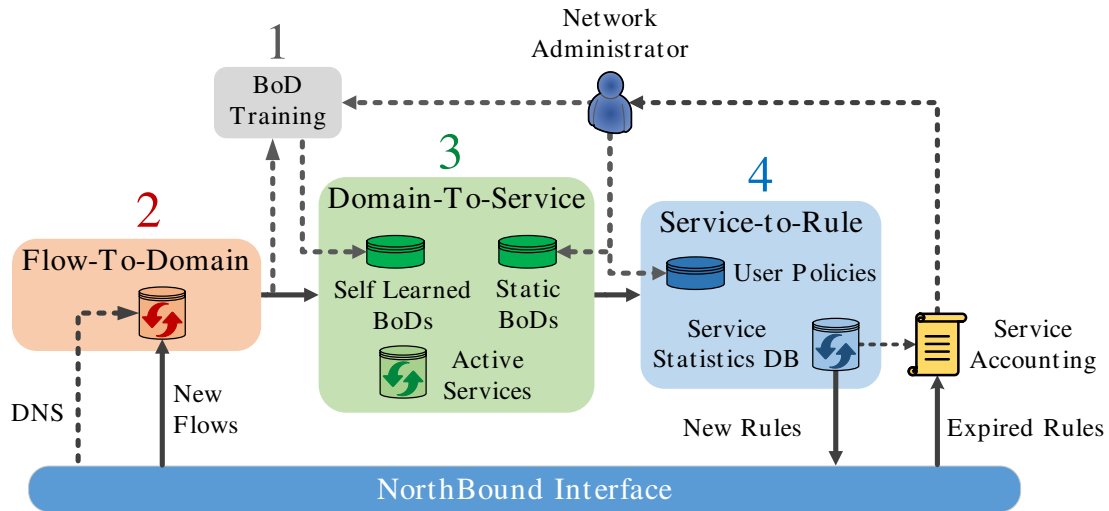 Network
Administrator
1
BoD
Training
2
Flow-To-Domain
3
Domain-To-Service
Self Learned
BoDs
Static
BoDs
Active
Services
4
Service-to-Rule
User Policies
Service
Statistics DB
Service
Accounting
DNS
New
Flows
New Rules
Expired Rules
NorthBound Interface